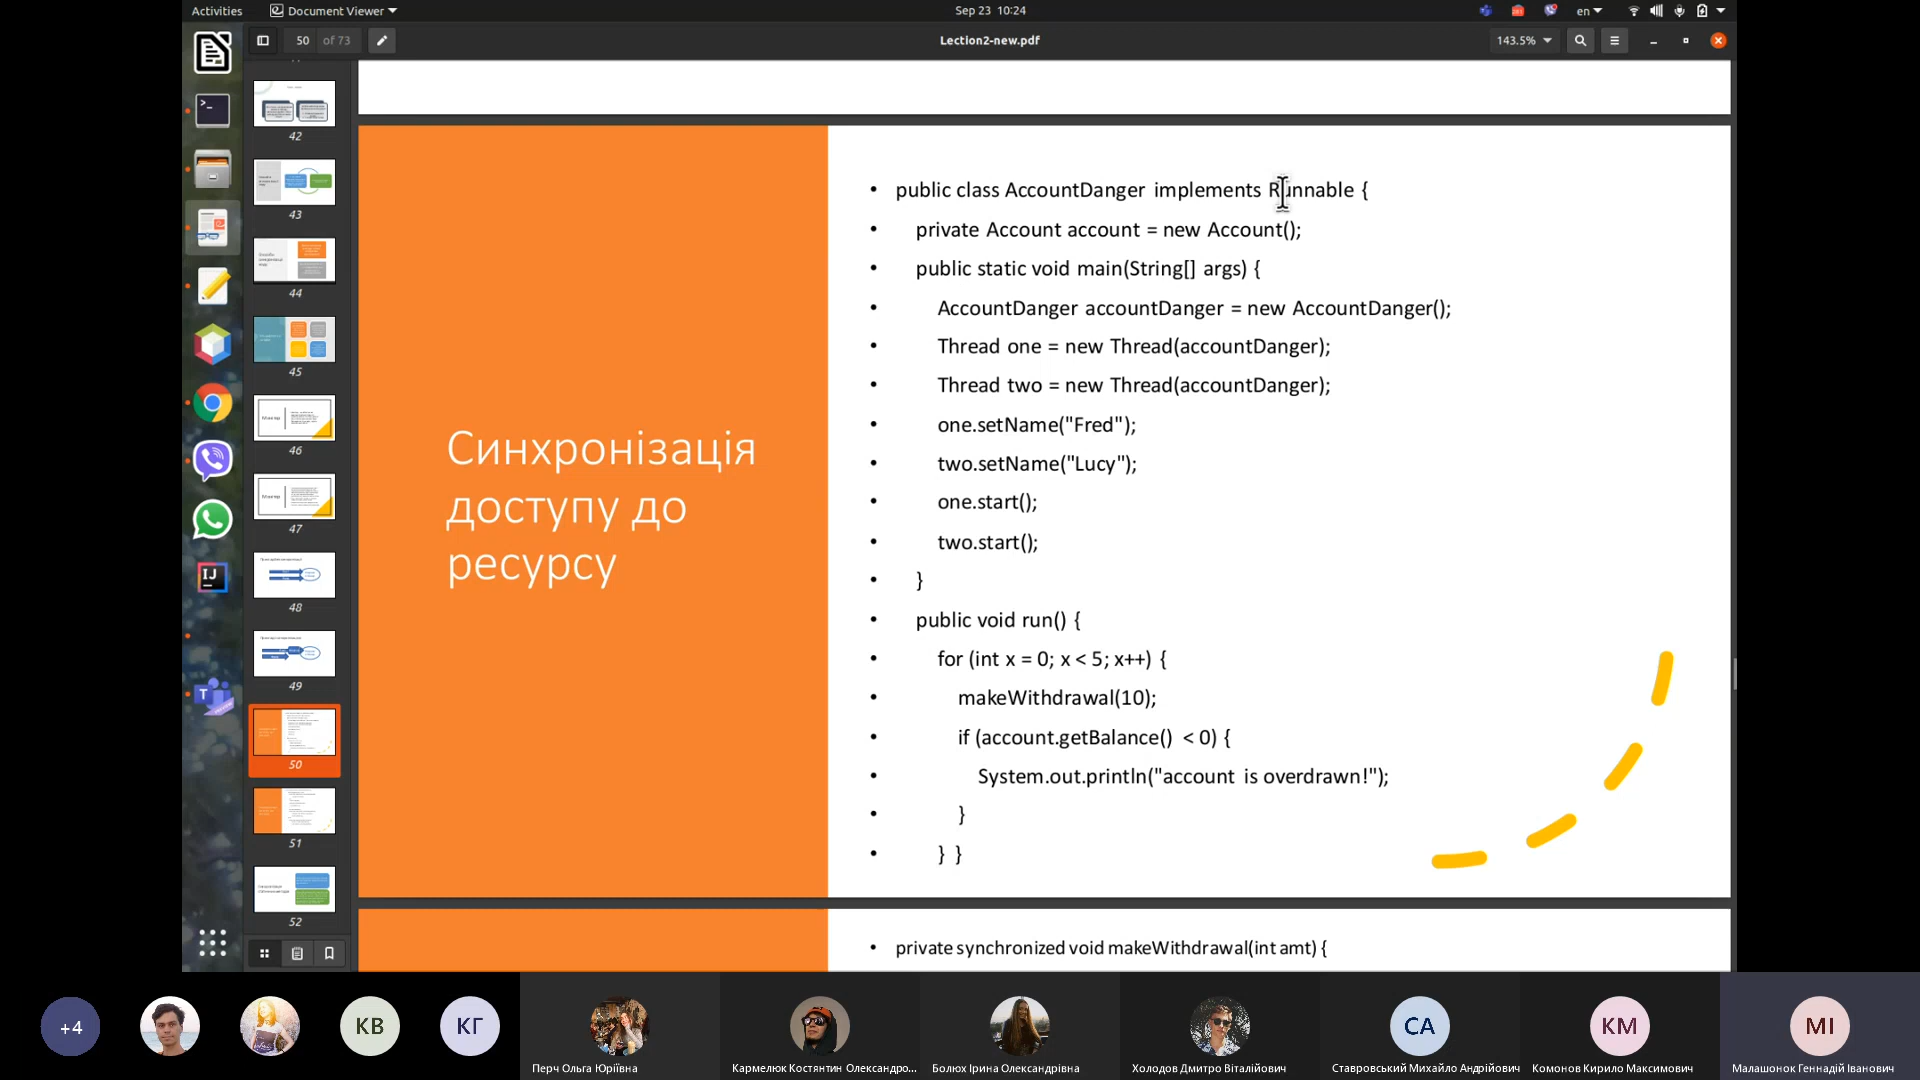 Activities
Document Viewer
Sep 23 10:24
en
50 of 73
Lection2-new.pdf
143.5%
42
43
44
45
46
47
48
49
50
51
52
Синхронізація
доступу до
ресурсу
• public class AccountDanger implements Runnable {
• private Account account = new Account();
• public static void main(String[] args) {
• AccountDanger accountDanger = new AccountDanger();
• Thread one = new Thread(accountDanger);
• Thread two = new Thread(accountDanger);
• one.setName("Fred");
• two.setName("Lucy");
• one.start();
• two.start();
• }
• public void run() {
• for (int x = 0; x < 5; x++) {
• makeWithdrawal(10);
• if (account.getBalance() < 0) {
• System.out.println("account is overdrawn!");
• }
• } }
• private synchronized void makeWithdrawal(int amt) {
+4
КВ
КГ
СА
КМ
МІ
Перч Ольга Юріївна
Кармелюк Костянтин Олександро...
Болюх Ірина Олександрівна
Холодов Дмитро Віталійович
Ставровський Михайло Андрійович
Комонов Кирило Максимович
Малашонок Геннадій Іванович